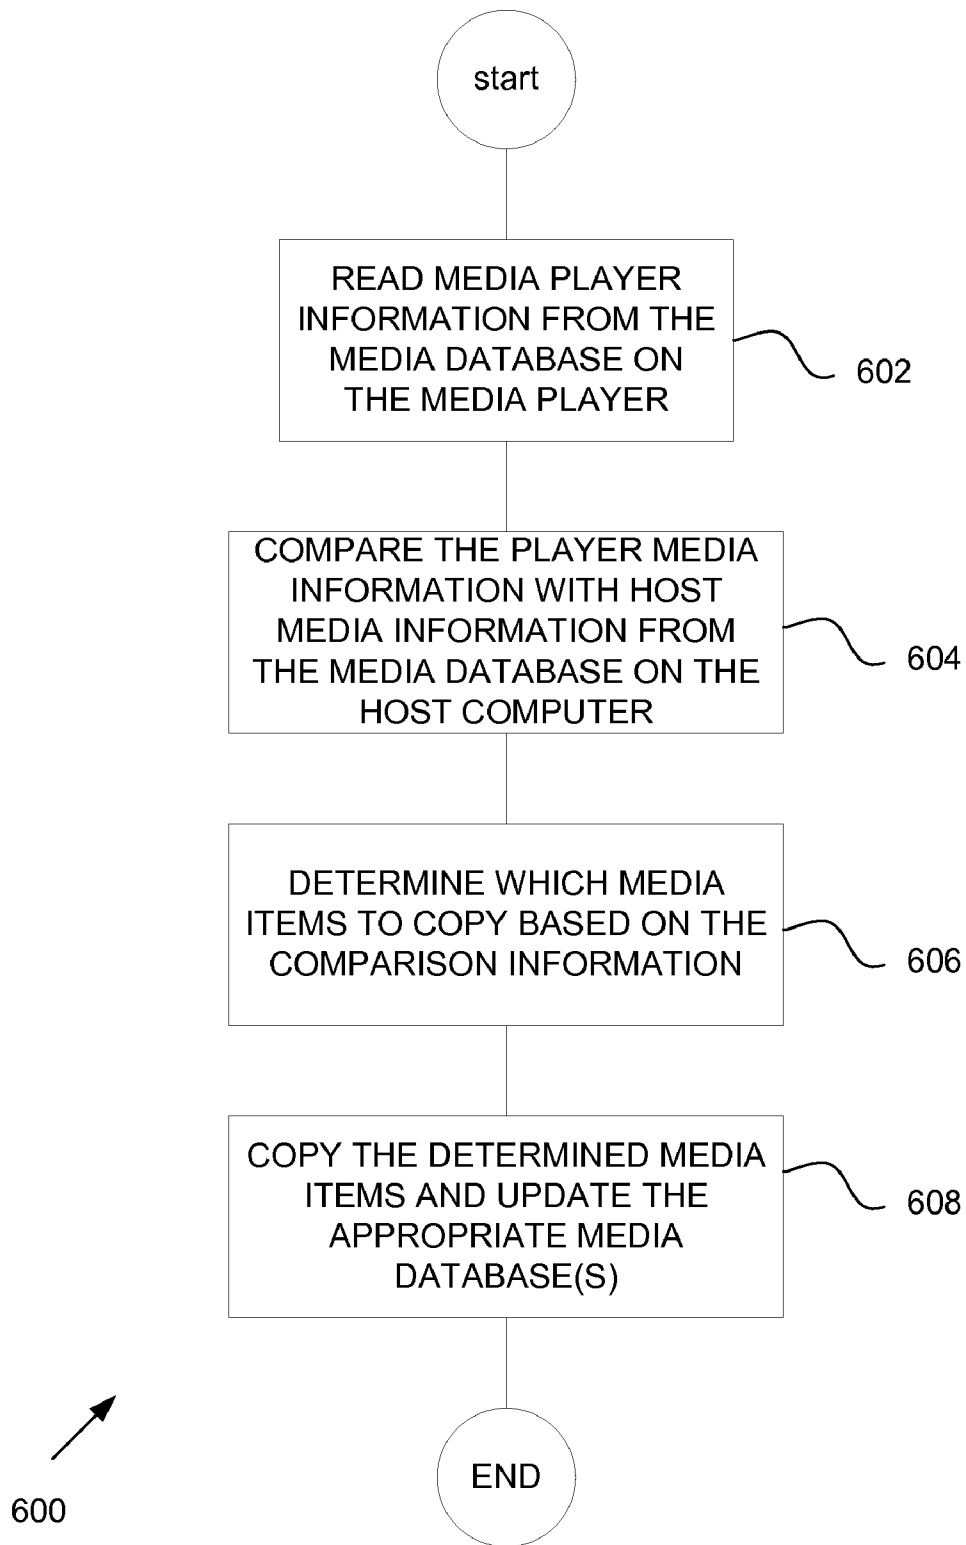 start
READ MEDIA PLAYER
INFORMATION FROM THE
MEDIA DATABASE ON
THE MEDIA PLAYER
602
COMPARE THE PLAYER MEDIA
INFORMATION WITH HOST
MEDIA INFORMATION FROM
THE MEDIA DATABASE ON THE
HOST COMPUTER
604
DETERMINE WHICH MEDIA
ITEMS TO COPY BASED ON THE
COMPARISON INFORMATION
606
COPY THE DETERMINED MEDIA
ITEMS AND UPDATE THE
APPROPRIATE MEDIA
DATABASE(S)
608
END
600